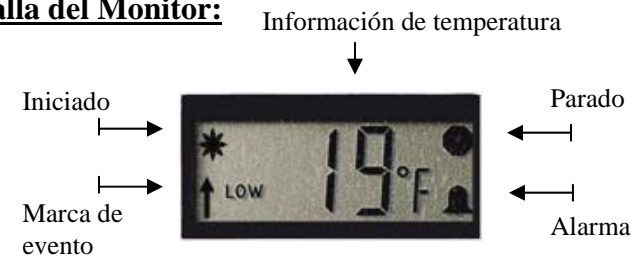 alla del Monitor:
Información de temperatura
Iniciado
Parado
19°F
LOW
Marca de
evento
Alarma